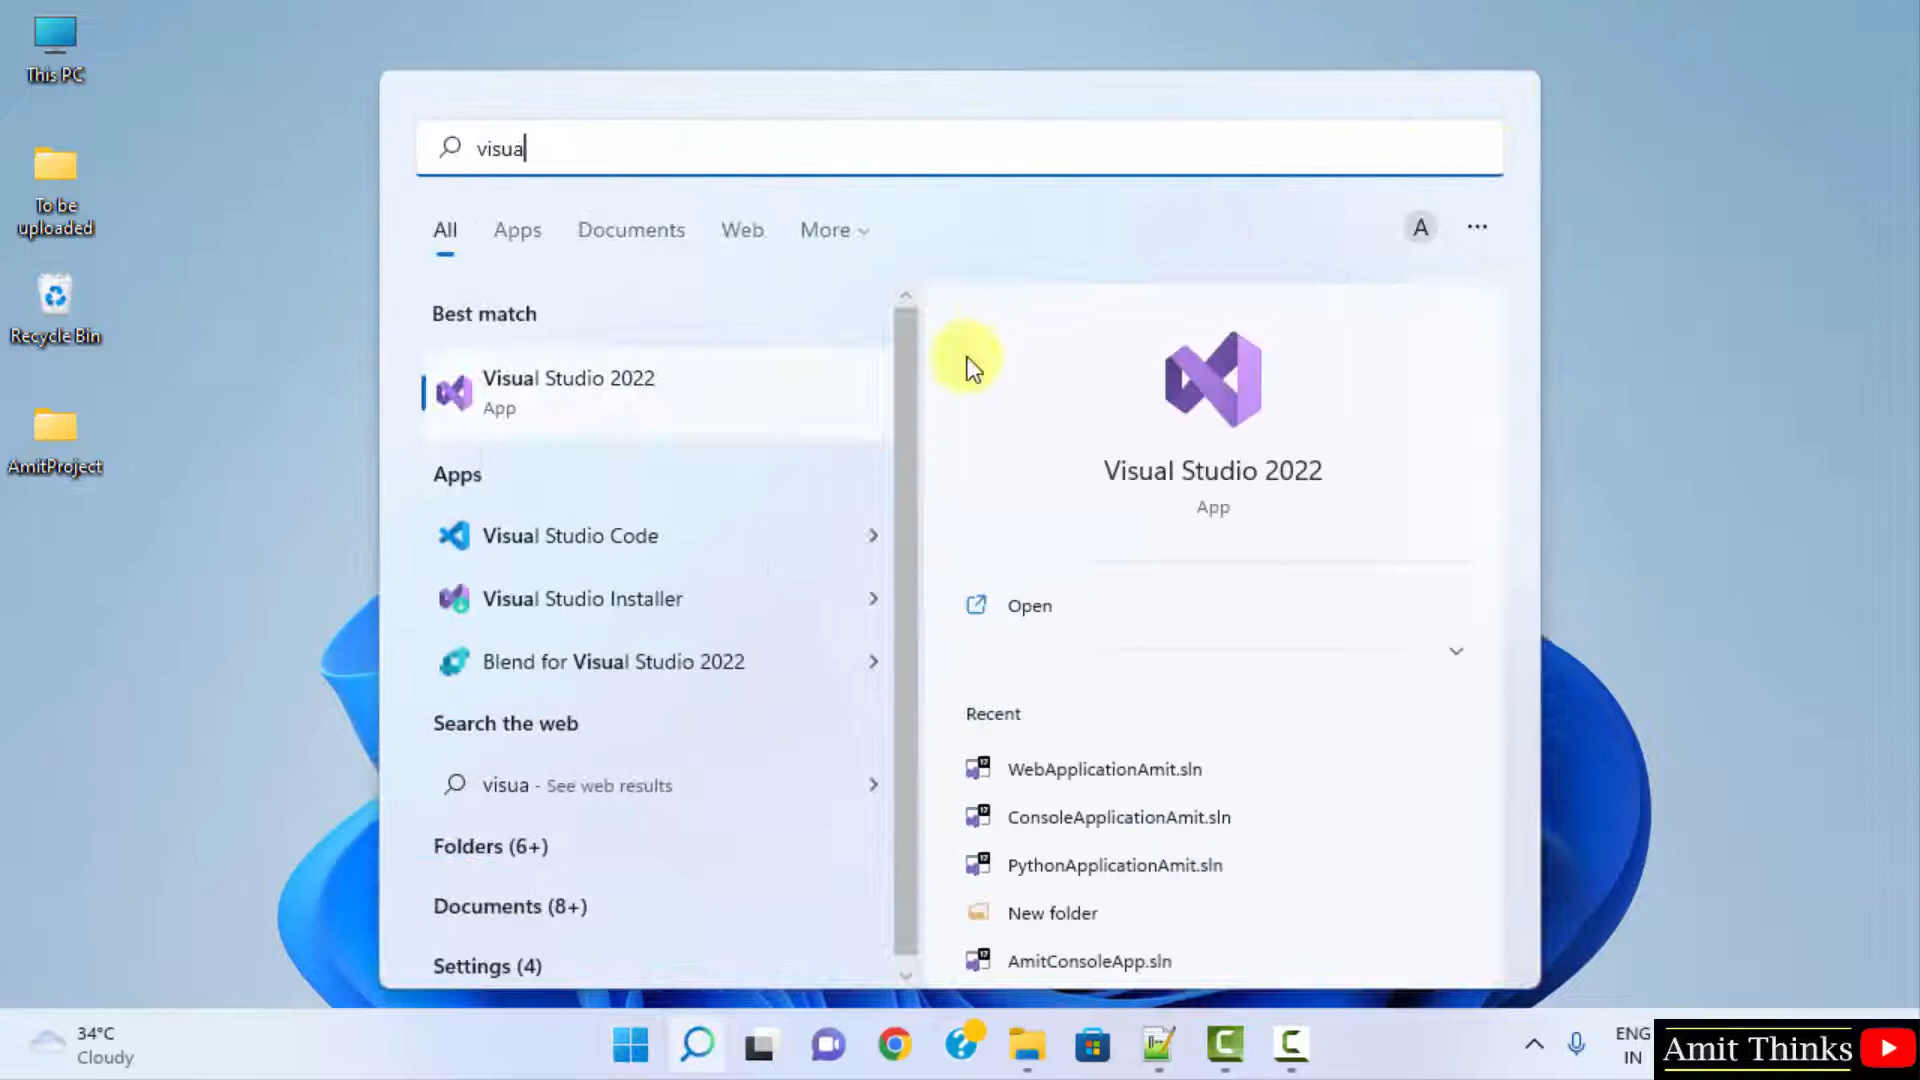 This PC
To be
uploaded
Recycle Bin
AmitProject
visua
All Apps Documents Web More
A
Best match
Visual Studio 2022
App
Apps
Visual Studio Code
Visual Studio Installer
Blend for Visual Studio 2022
Search the web
visua - See web results
Folders (6+)
Documents (8+)
Settings (4)
Visual Studio 2022
App
Open
Recent
WebApplicationAmit.sln
ConsoleApplicationAmit.sln
PythonApplicationAmit.sln
New folder
AmitConsoleApp.sln
34°C
Cloudy
ENG
IN
Amit Thinks